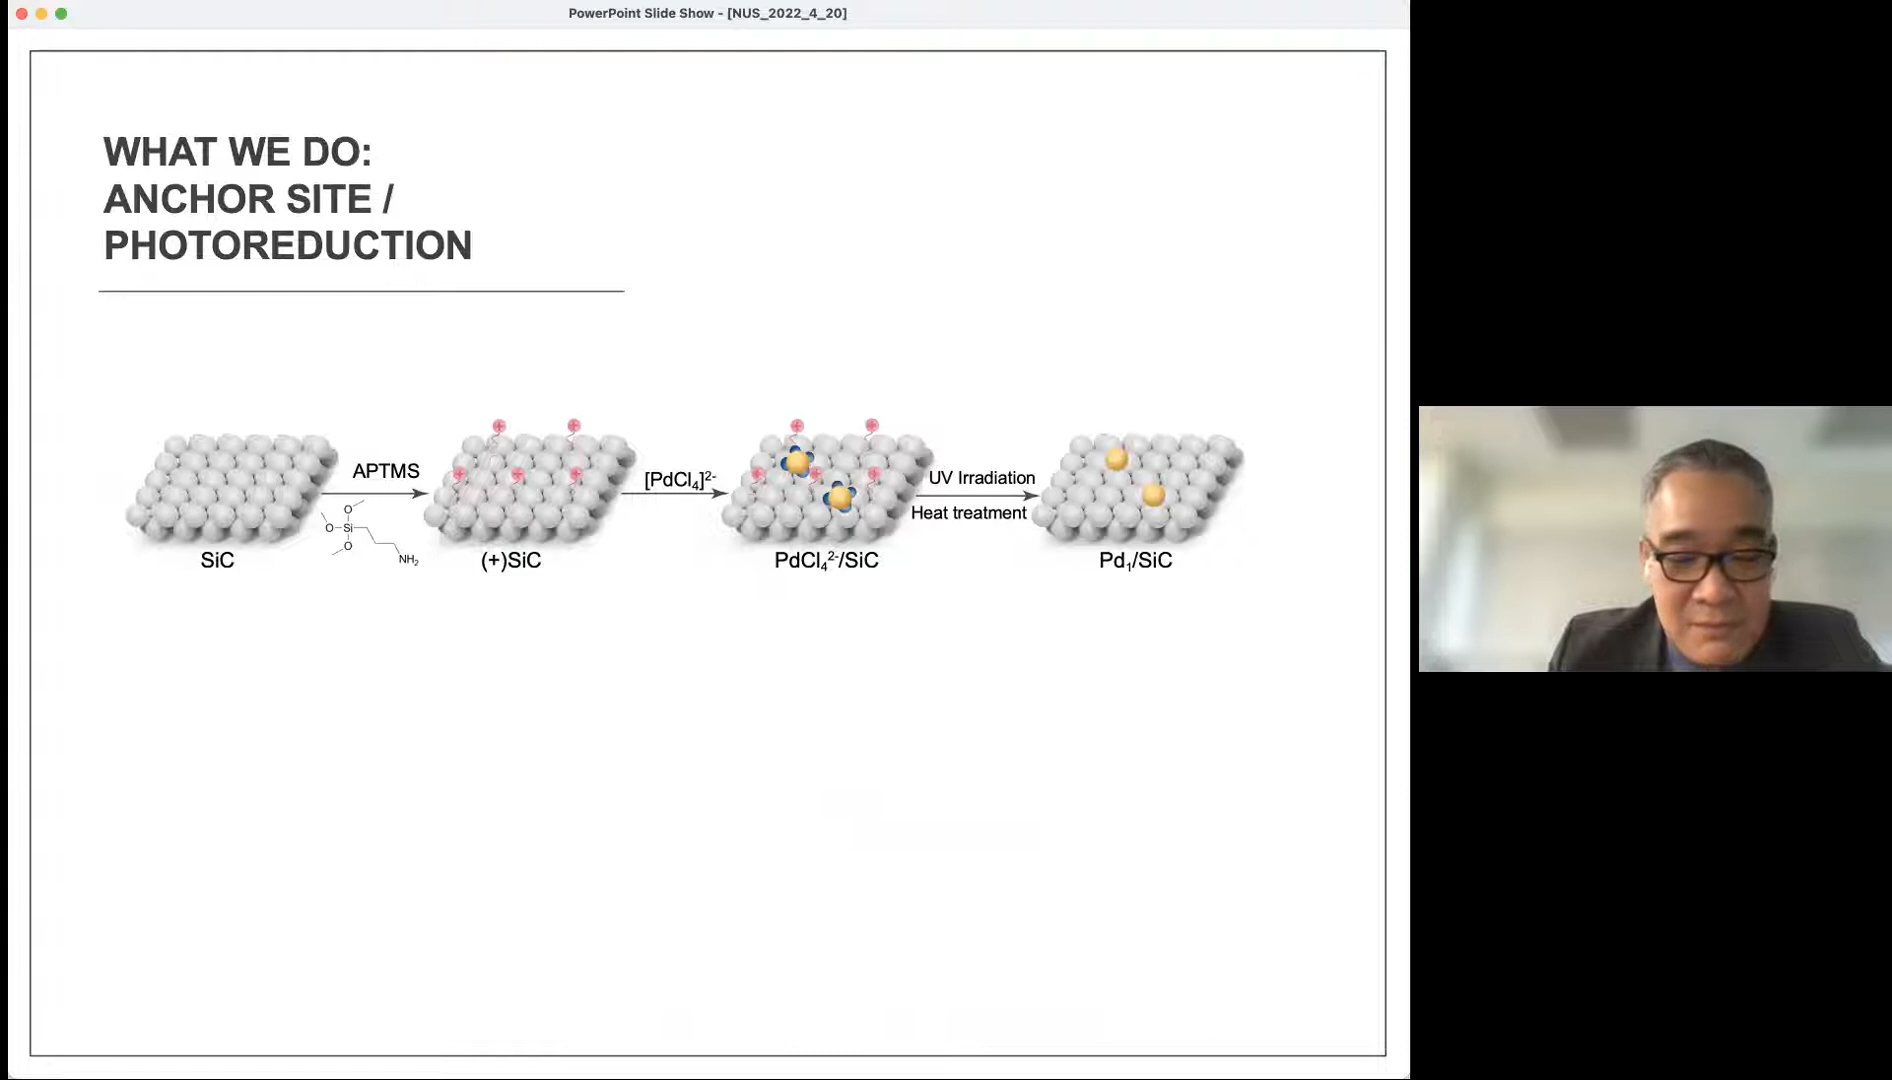 PowerPoint Slide Show - [NUS_2022_4_20]
WHAT WE DO:
ANCHOR SITE /
PHOTOREDUCTION
APTMS
[PdCl₄]²⁻
UV Irradiation
Heat treatment
O
O
Si
O
NH₂
SiC
(+)SiC
PdCl₄²⁻/SiC
Pd₁/SiC